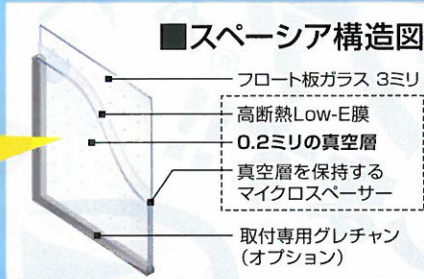 ■スペーシア構造図
フロート板ガラス 3ミリ
高断熱Low-E膜
0.2ミリの真空層
真空層を保持する
マイクロスペーサー
取付専用グレチャン
(オプション)